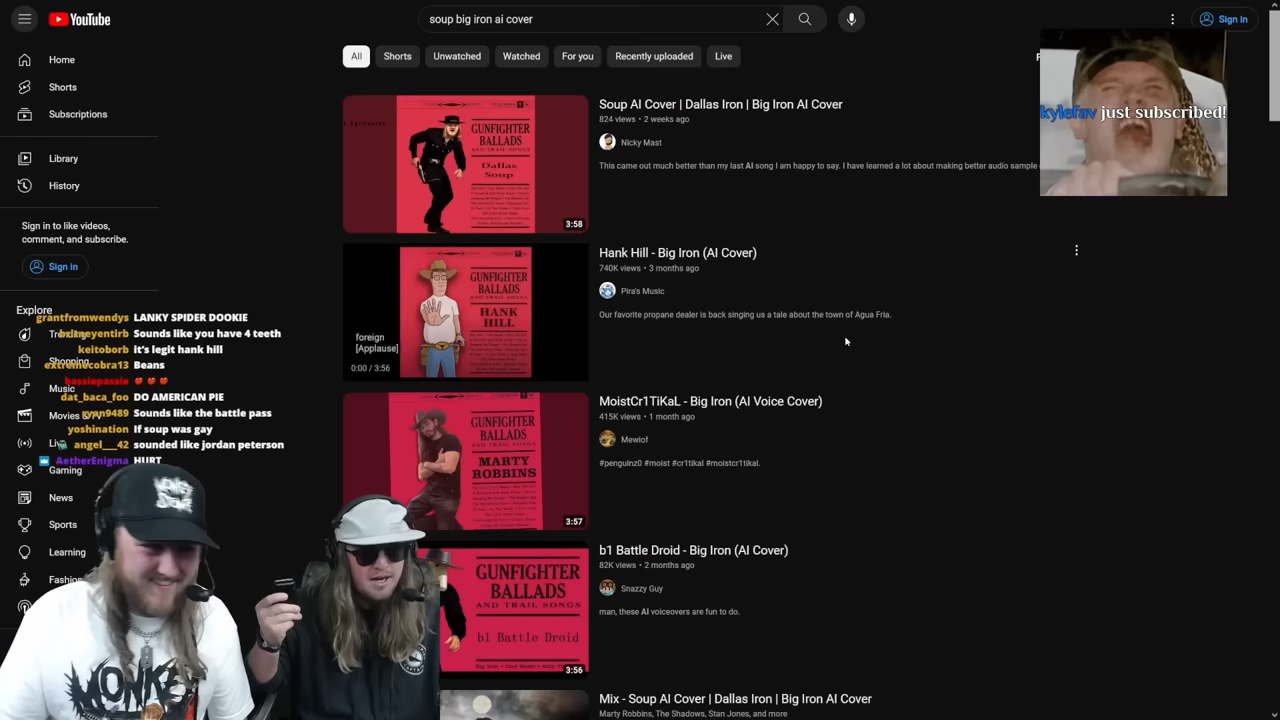 YouTube
soup big iron ai cover
Sign in
All
Shorts
Unwatched
Watched
For you
Recently uploaded
Live
Home
Shorts
Subscriptions
Library
History
Sign in to like videos,
comment, and subscribe.
Sign in
Explore
Shopping
Music
Gaming
News
Sports
Learning
grantfromwendys LANKY SPIDER DOOKIE
Sounds like you have 4 teeth
keitoborb it's legit hank hill
extremecobra13 Beans
bassiepassie
dat_baca_foo DO AMERICAN PIE
Sounds like the battle pass
yoshination If soup was gay
angel___42 sounded like jordan peterson
AetherEnigma HURT
GUNFIGHTER
BALLADS
AND TRAIL SONGS
Dallas
Soup
3:58
Soup AI Cover | Dallas Iron | Big Iron AI Cover
824 views • 2 weeks ago
Nicky Mast
This came out much better than my last AI song I am happy to say. I have learned a lot about making better audio sample
kylefav just subscribed!
GUNFIGHTER
BALLADS
AND TRAIL SONGS
HANK
HILL
foreign
[Applause]
0:00 / 3:56
Hank Hill - Big Iron (AI Cover)
740K views • 3 months ago
Pira's Music
Our favorite propane dealer is back singing us a tale about the town of Agua Fria.
GUNFIGHTER
BALLADS
AND TRAIL SONGS
MARTY
ROBBINS
3:57
MoistCr1TiKaL - Big Iron (AI Voice Cover)
415K views • 1 month ago
Mewiof
#penguinz0 #moist #cr1tikal #moistcr1tikal.
GUNFIGHTER
BALLADS
AND TRAIL SONGS
b1 Battle Droid
3:56
b1 Battle Droid - Big Iron (AI Cover)
82K views • 2 months ago
Snazzy Guy
man, these AI voiceovers are fun to do.
Mix - Soup AI Cover | Dallas Iron | Big Iron AI Cover
Marty Robbins, The Shadows, Stan Jones, and more